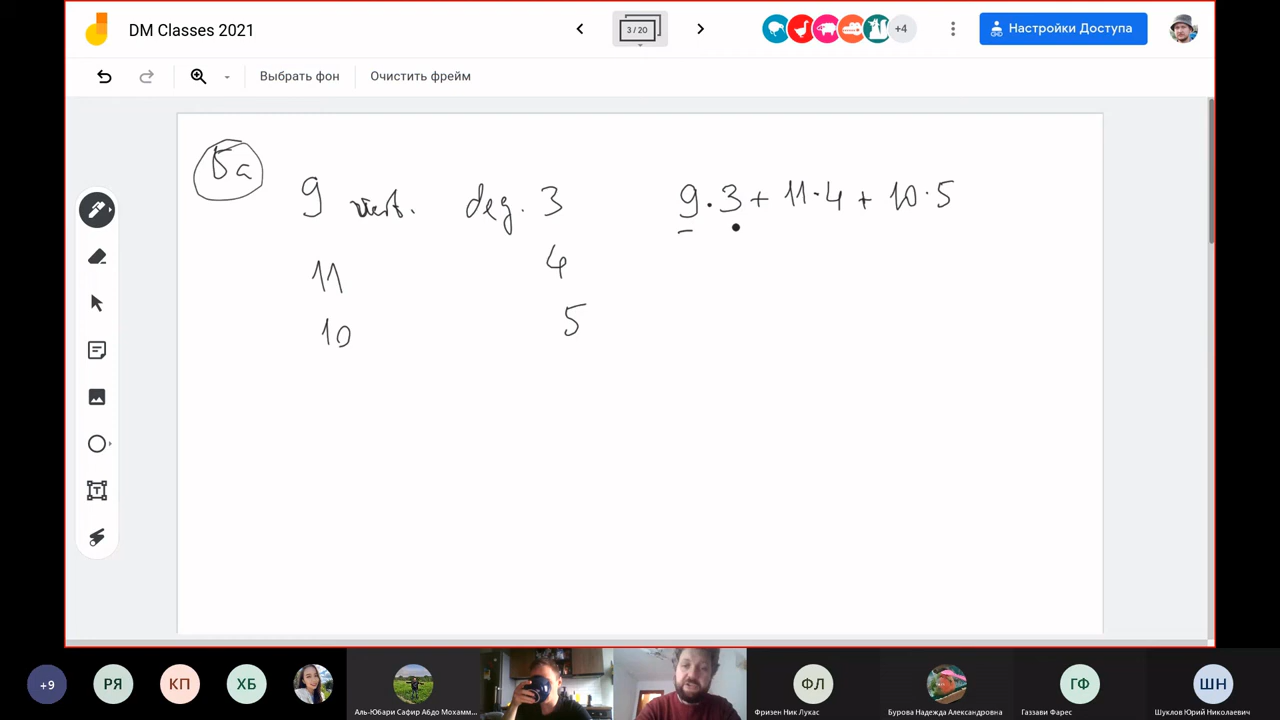 DM Classes 2021
3 / 20
+4
Настройки Доступа
Выбрать фон
Очистить фрейм
5a
9 vert. deg. 3
9·3 + 11·4 + 10·5
11 4
10 5
+9
РЯ
КП
ХБ
Аль-Юбари Сафир Абдо Мохамм...
ФЛ
Фризен Ник Лукас
Бурова Надежда Александровна
ГФ
Газзави Фарес
ШН
Шуклов Юрий Николаевич